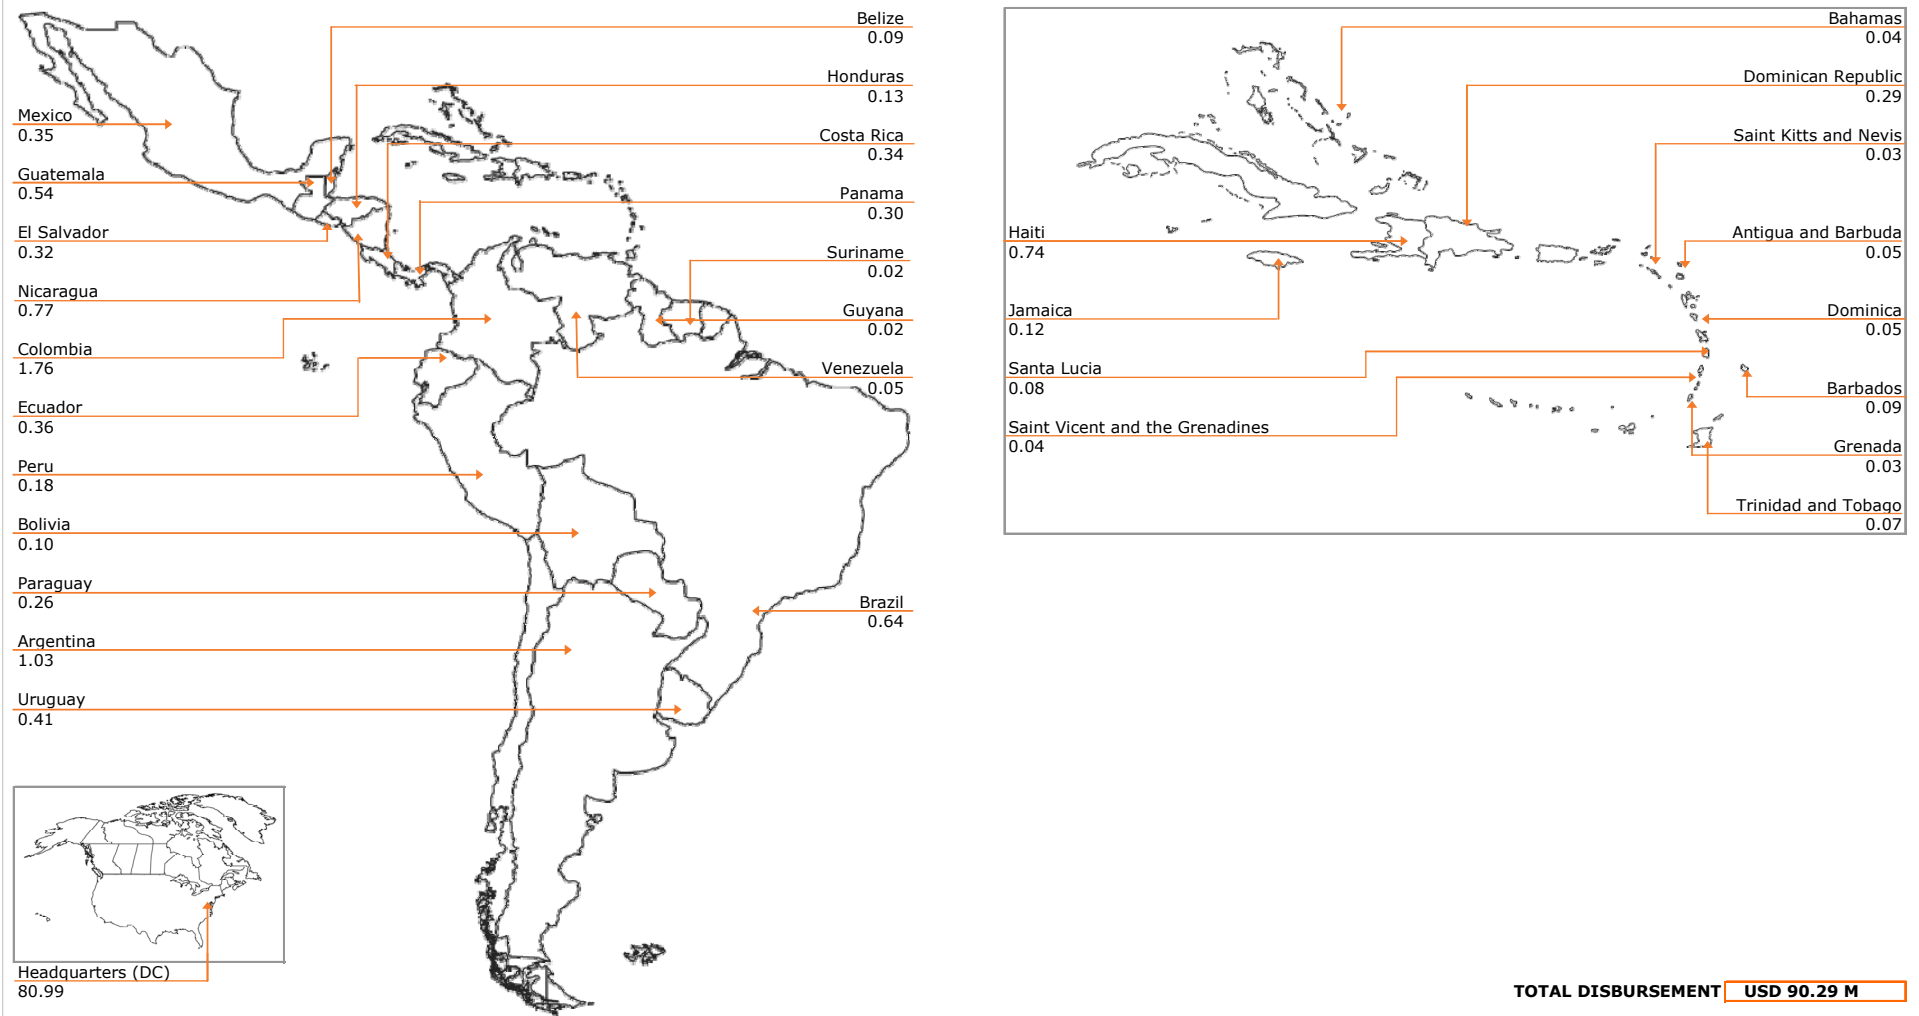 Belize
0.09
Honduras
0.13
Mexico
0.35
Costa Rica
0.34
Guatemala
0.54
Panama
0.30
El Salvador
0.32
Suriname
0.02
Nicaragua
0.77
Guyana
0.02
Colombia
1.76
Venezuela
0.05
Ecuador
0.36
Peru
0.18
Bolivia
0.10
Paraguay
0.26
Brazil
0.64
Argentina
1.03
Uruguay
0.41
Headquarters (DC)
80.99
Bahamas
0.04
Dominican Republic
0.29
Saint Kitts and Nevis
0.03
Haiti
0.74
Antigua and Barbuda
0.05
Jamaica
0.12
Dominica
0.05
Santa Lucia
0.08
Barbados
0.09
Saint Vicent and the Grenadines
0.04
Grenada
0.03
Trinidad and Tobago
0.07
TOTAL DISBURSEMENT USD 90.29 M